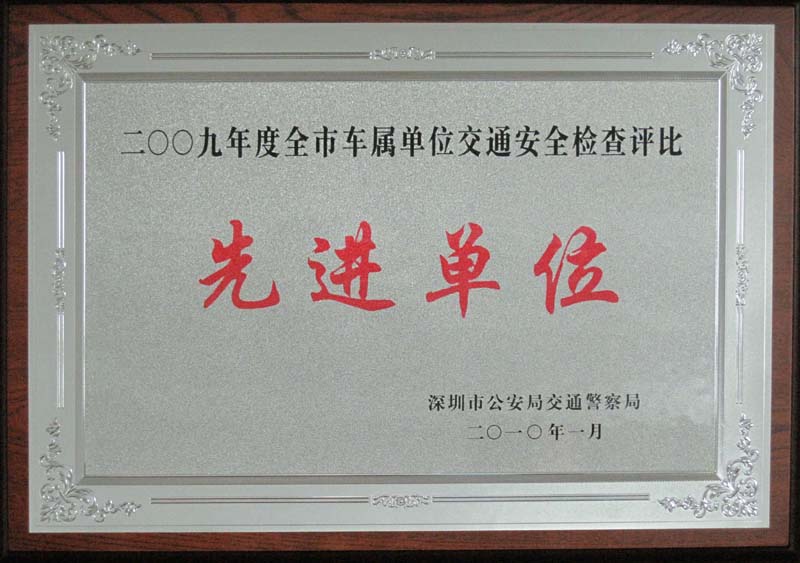 二〇〇九年度全市车属单位交通安全检查评比
先进单位
深圳市公安局交通警察局
二〇一〇年一月